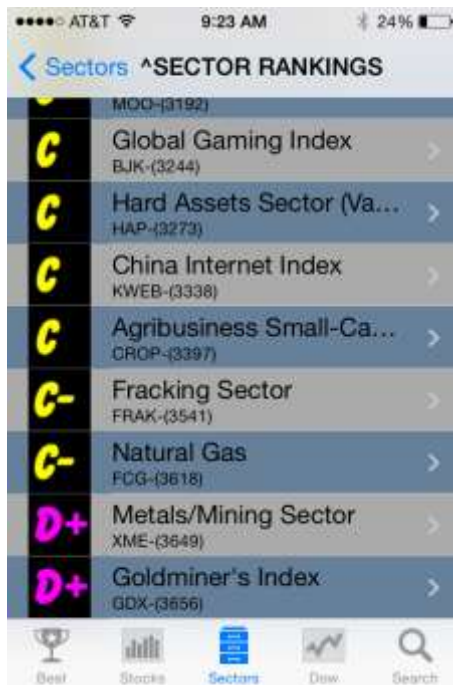 AT&T 9:23 AM 24%
Sectors ^SECTOR RANKINGS
MOO-(3192)
C Global Gaming Index
BJK-(3244)
C Hard Assets Sector (Va...
HAP-(3273)
C China Internet Index
KWEB-(3338)
C Agribusiness Small-Ca...
CROP-(3397)
C- Fracking Sector
FRAK-(3541)
C- Natural Gas
FCG-(3618)
D+ Metals/Mining Sector
XME-(3649)
D+ Goldminer's Index
GDX-(3656)
Best Stocks Sectors Dow Search